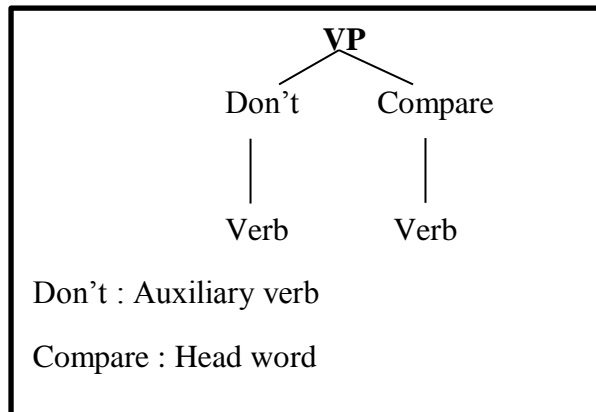 VP
Don’t Compare
Verb Verb
Don’t : Auxiliary verb
Compare : Head word